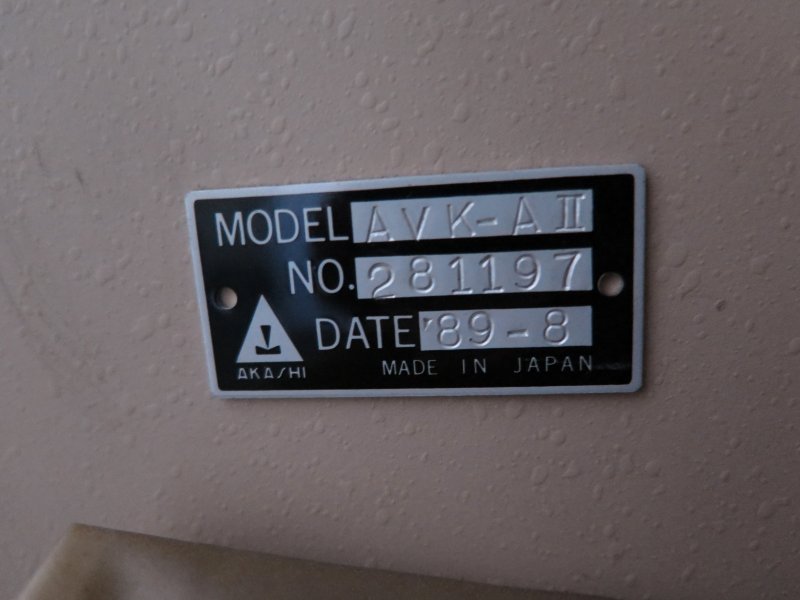 MODEL AVK-AII
NO. 281197
DATE '89-8
AKASHI
MADE IN JAPAN